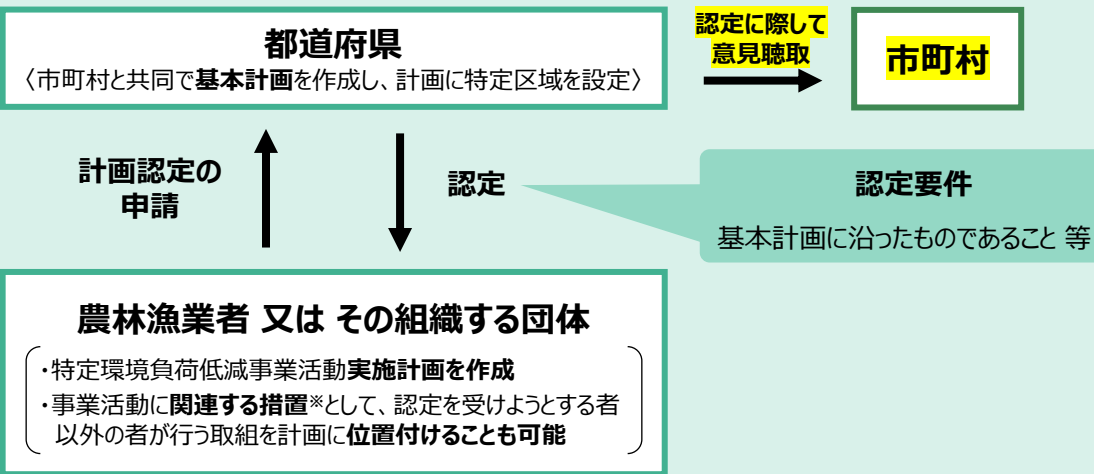 都道府県
〈市町村と共同で基本計画を作成し、計画に特定区域を設定〉
認定に際して
意見聴取
市町村
計画認定の
申請
認定
認定要件
基本計画に沿ったものであること 等
農林漁業者 又は その組織する団体
・特定環境負荷低減事業活動実施計画を作成
・事業活動に関連する措置※として、認定を受けようとする者
以外の者が行う取組を計画に位置付けることも可能